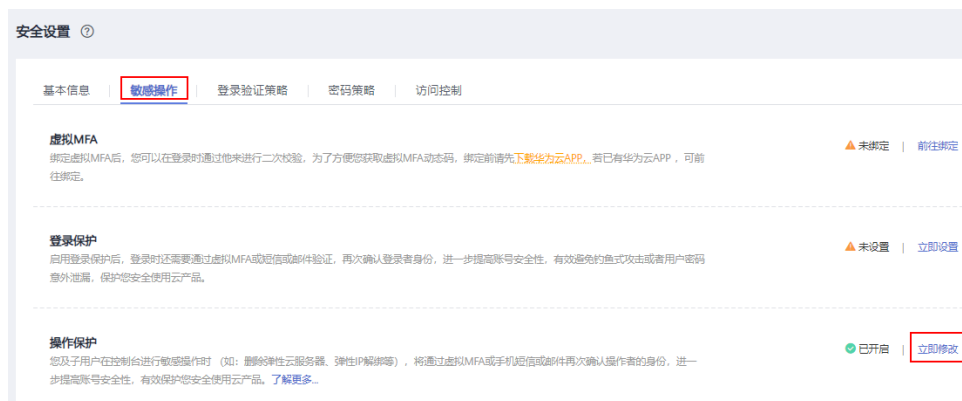 安全设置 ?
基本信息 敏感操作 登录验证策略 密码策略 访问控制
虚拟MFA
绑定虚拟MFA后，您可以在登录时通过他来进行二次校验，为了方便您获取虚拟MFA动态码，绑定前请先下载华为云APP，若已有华为云APP ，可前
往绑定。
未绑定 | 前往绑定
登录保护
启用登录保护后，登录时还需要通过虚拟MFA或短信或邮件验证，再次确认登录者身份，进一步提高账号安全性，有效避免钓鱼式攻击或者用户密码
意外泄漏，保护您安全使用云产品。
未设置 | 立即设置
操作保护
您及子用户在控制台进行敏感操作时 （如：删除弹性云服务器、弹性IP解绑等），将通过虚拟MFA或手机短信或邮件再次确认操作者的身份，进一
步提高账号安全性，有效保护您安全使用云产品。了解更多...
已开启 | 立即修改